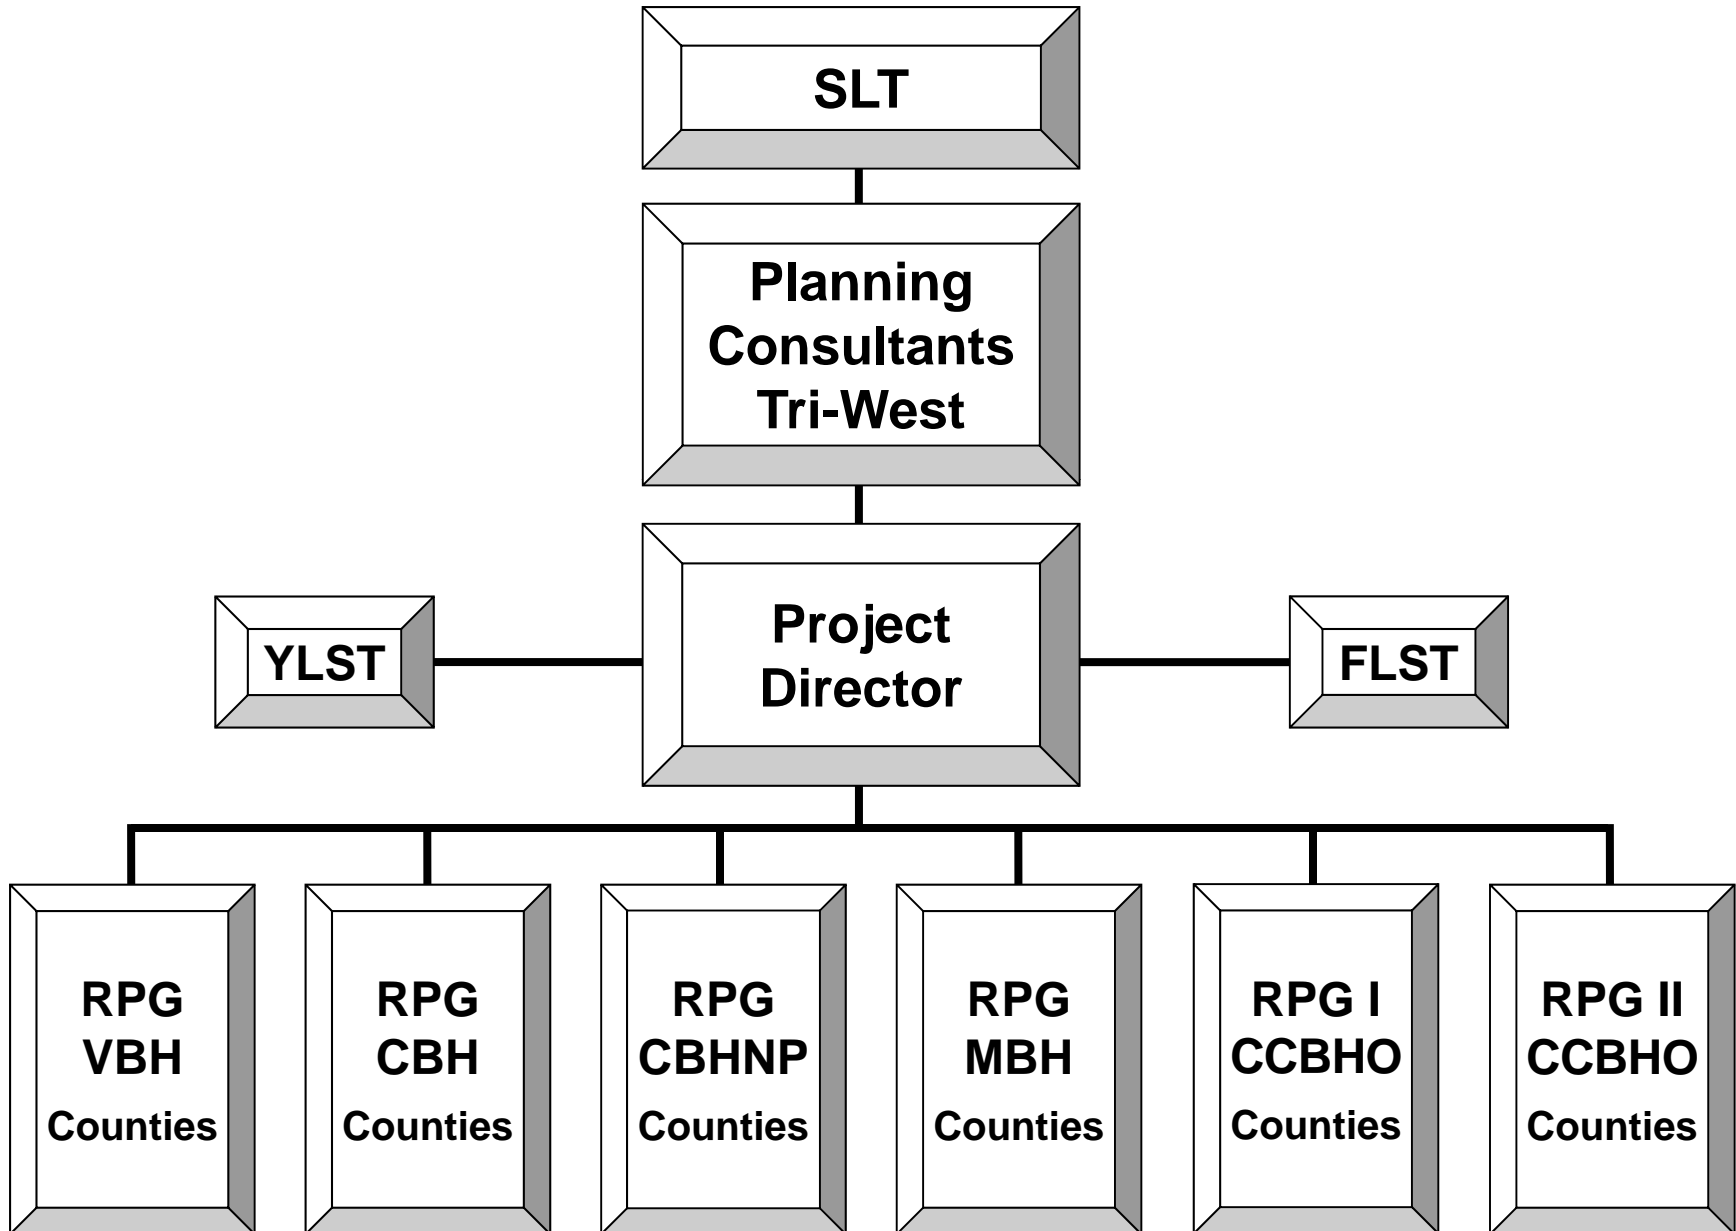 SLT
Planning
Consultants
Tri-West
Project
Director
YLST
FLST
RPG
VBH
Counties
RPG
CBH
Counties
RPG
CBHNP
Counties
RPG
MBH
Counties
RPG I
CCBHO
Counties
RPG II
CCBHO
Counties